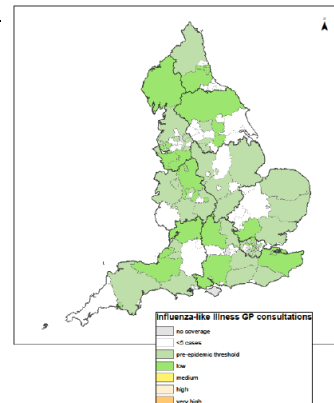 Influenza-like illness GP consultations
no coverage
<5 cases
pre-epidemic threshold
low
medium
high
very high